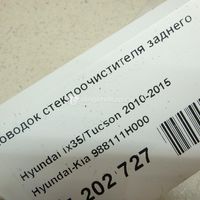 оводок стеклоочистителя заднего
Hyundai ix35/Tucson 2010-2015
Hyundai-Kia 988111H000
202 727